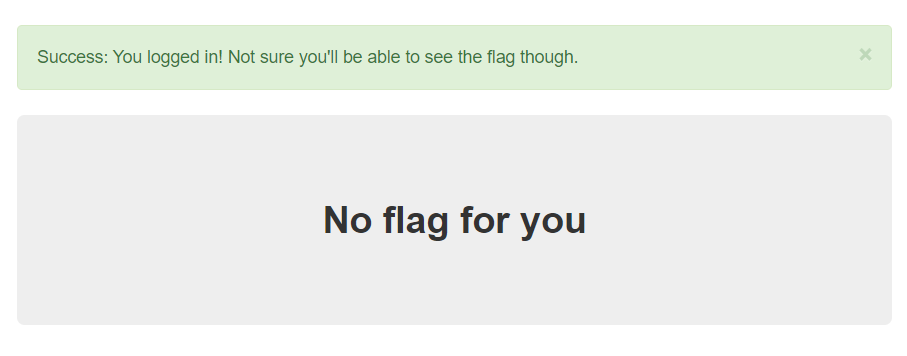 Success: You logged in! Not sure you'll be able to see the flag though.
×
No flag for you